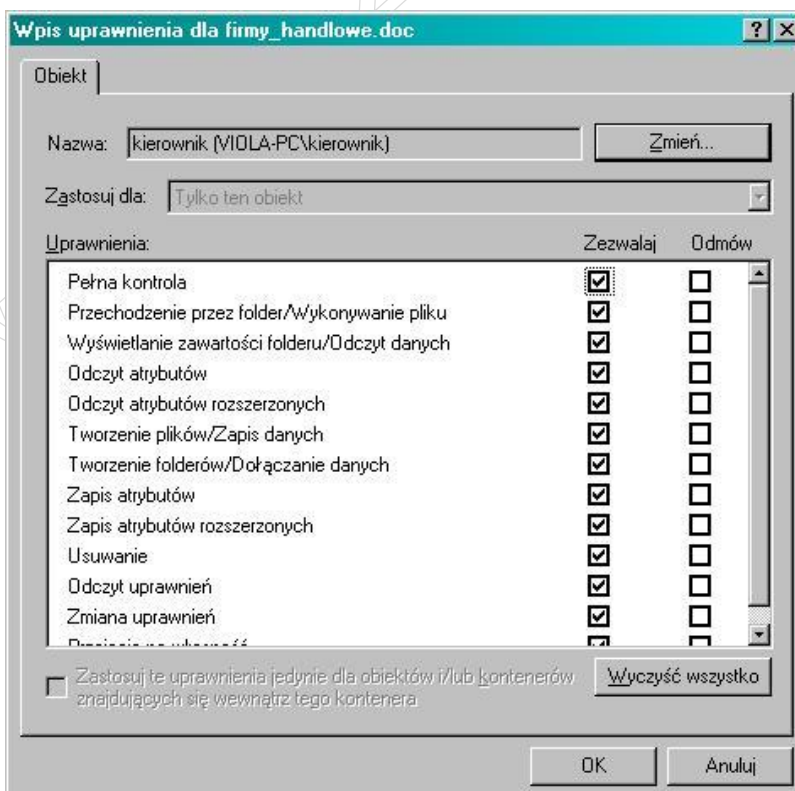 Wpis uprawnienia dla firmy_handlowe.doc
Obiekt
Nazwa: kierownik (VIOLA-PC\kierownik) Zmień...
Zastosuj dla: Tylko ten obiekt
Uprawnienia: Zezwalaj Odmów
Pełna kontrola
Przechodzenie przez folder/Wykonywanie pliku
Wyświetlanie zawartości folderu/Odczyt danych
Odczyt atrybutów
Odczyt atrybutów rozszerzonych
Tworzenie plików/Zapis danych
Tworzenie folderów/Dołączanie danych
Zapis atrybutów
Zapis atrybutów rozszerzonych
Usuwanie
Odczyt uprawnień
Zmiana uprawnień
Zastosuj te uprawnienia jedynie dla obiektów i/lub kontenerów
znajdujących się wewnątrz tego kontenera
Wyczyść wszystko
OK Anuluj